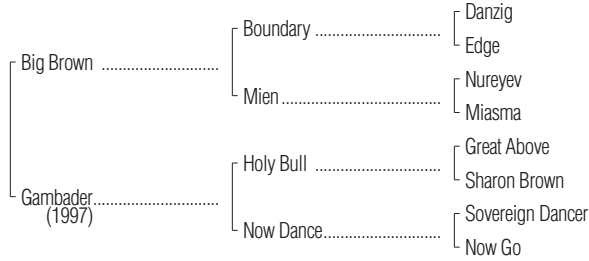 Danzig
Boundary ..............................
Edge
Big Brown ............................
Nureyev
Mien.......................................
Miasma
Great Above
Holy Bull ..............................
Sharon Brown
Gambader..............................
(1997)
Sovereign Dancer
Now Dance............................
Now Go